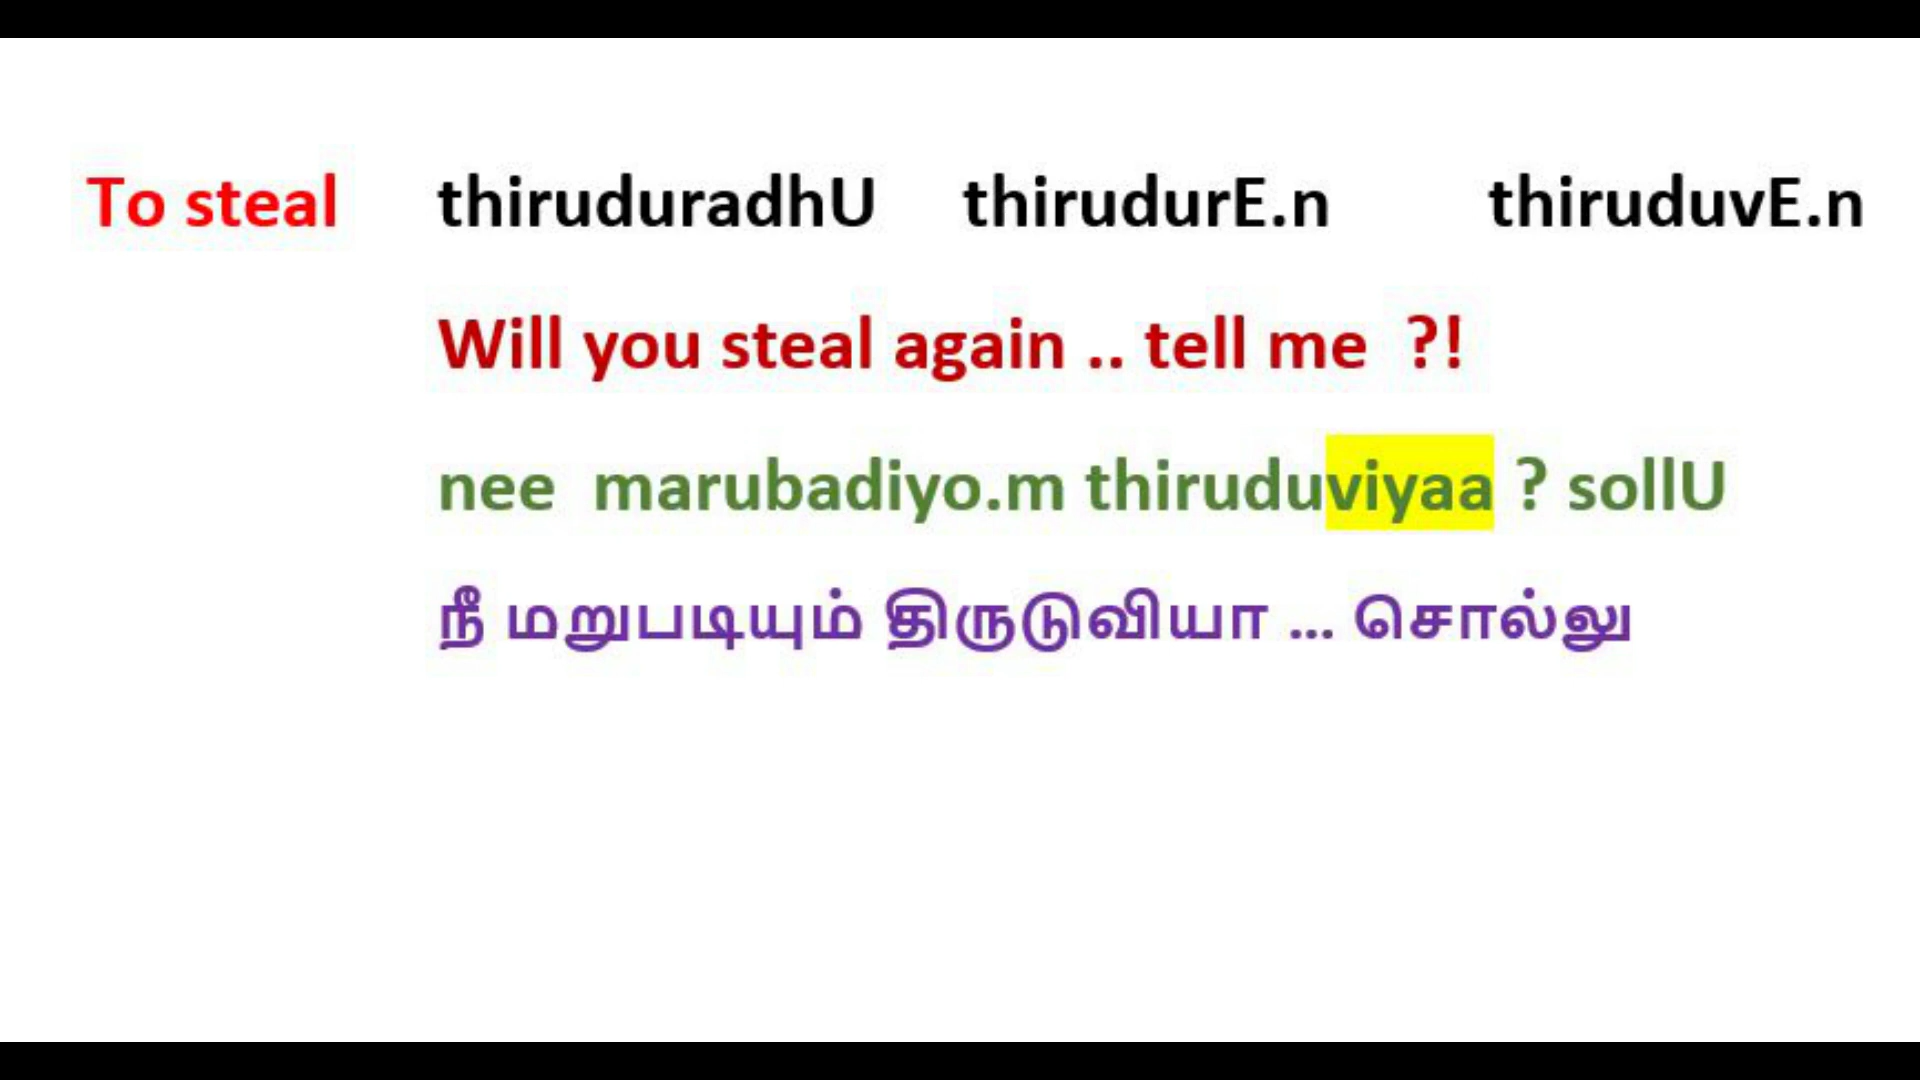 To steal thiruduradhU thirudurE.n thiruduvE.n
Will you steal again .. tell me ?!
nee marubadiyo.m thiruduviyaa ? sollU
நீ மறுபடியும் திருடுவியா ... சொல்லு